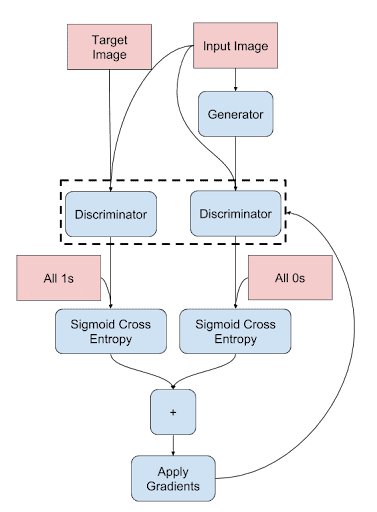 Target
Image
Input Image
Generator
Discriminator
Discriminator
All 1s
All 0s
Sigmoid Cross
Entropy
Sigmoid Cross
Entropy
+
Apply
Gradients